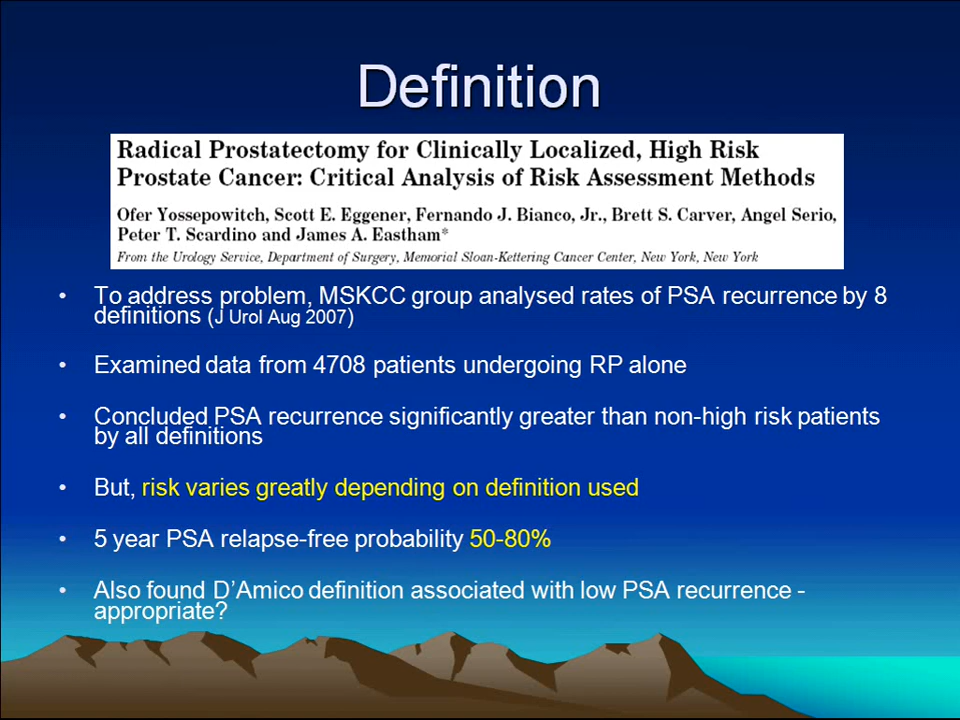 Definition
Radical Prostatectomy for Clinically Localized, High Risk
Prostate Cancer: Critical Analysis of Risk Assessment Methods
Ofer Yossepowitch, Scott E. Eggener, Fernando J. Bianco, Jr., Brett S. Carver, Angel Serio,
Peter T. Scardino and James A. Eastham*
From the Urology Service, Department of Surgery, Memorial Sloan-Kettering Cancer Center, New York, New York
• To address problem, MSKCC group analysed rates of PSA recurrence by 8
definitions (J Urol Aug 2007)
• Examined data from 4708 patients undergoing RP alone
• Concluded PSA recurrence significantly greater than non-high risk patients
by all definitions
• But, risk varies greatly depending on definition used
• 5 year PSA relapse-free probability 50-80%
• Also found D'Amico definition associated with low PSA recurrence -
appropriate?